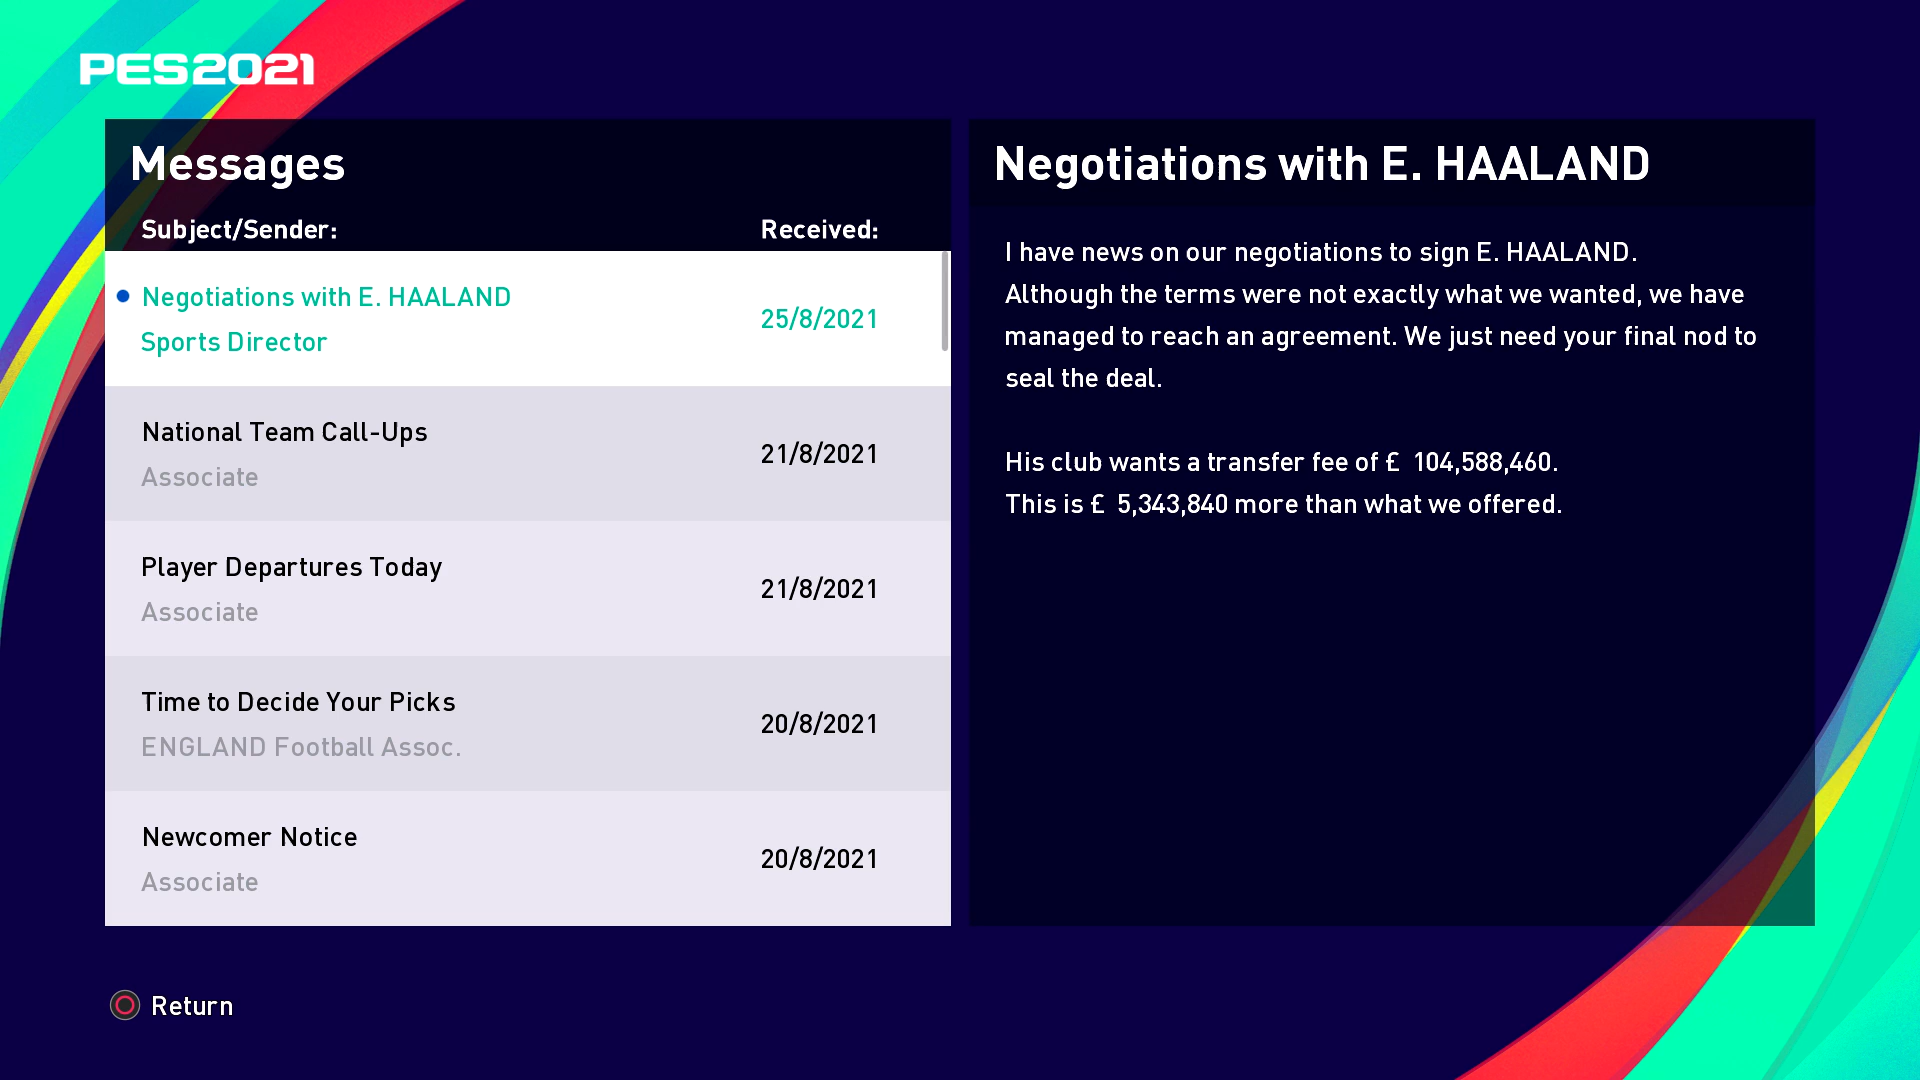 PES2021
Messages
Subject/Sender:
Received:
Negotiations with E. HAALAND
Sports Director
25/8/2021
National Team Call-Ups
Associate
21/8/2021
Player Departures Today
Associate
21/8/2021
Time to Decide Your Picks
ENGLAND Football Assoc.
20/8/2021
Newcomer Notice
Associate
20/8/2021
Negotiations with E. HAALAND
I have news on our negotiations to sign E. HAALAND.
Although the terms were not exactly what we wanted, we have
managed to reach an agreement. We just need your final nod to
seal the deal.
His club wants a transfer fee of £ 104,588,460.
This is £ 5,343,840 more than what we offered.
Return